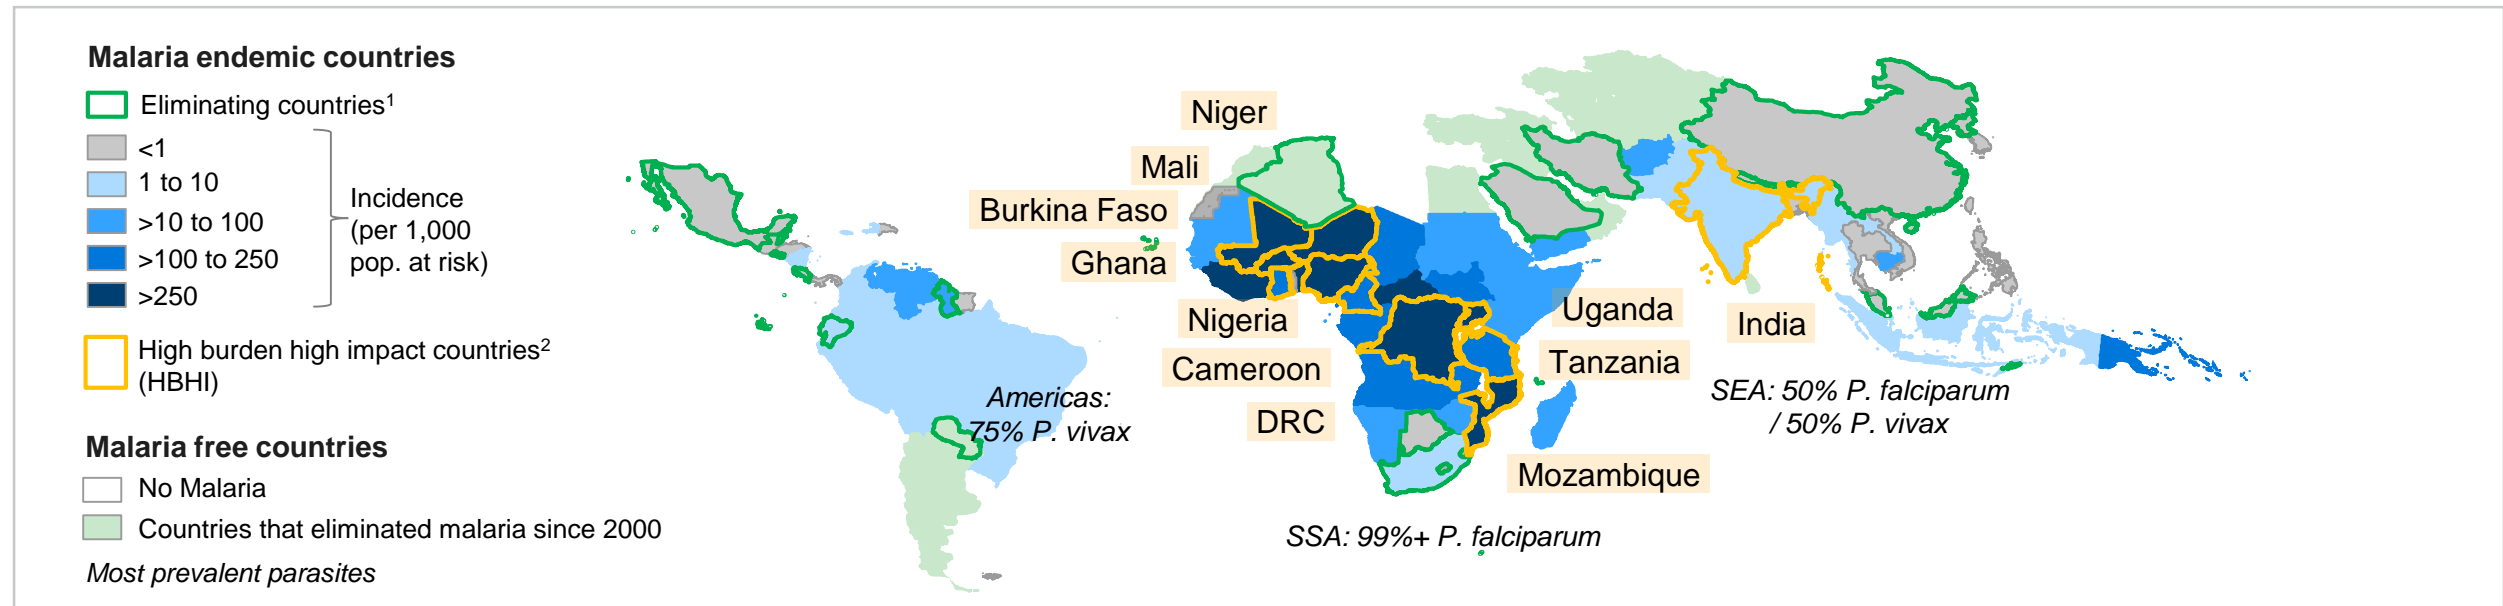 Malaria endemic countries
Eliminating countries¹
<1
1 to 10
>10 to 100
>100 to 250
>250
Incidence
(per 1,000
pop. at risk)
High burden high impact countries²
(HBHI)
Malaria free countries
No Malaria
Countries that eliminated malaria since 2000
Most prevalent parasites
Americas:
75% P. vivax
Niger
Mali
Burkina Faso
Ghana
Nigeria
Cameroon
DRC
Uganda
Tanzania
Mozambique
SSA: 99%+ P. falciparum
India
SEA: 50% P. falciparum
/ 50% P. vivax